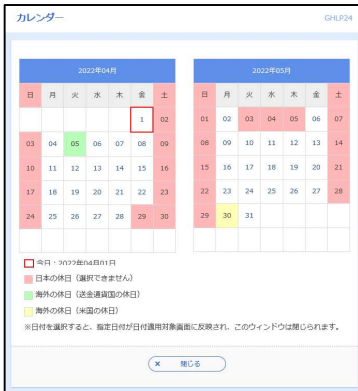 カレンダー
GHLP24
2022年04月
日 月 火 水 木 金 土
1 02
03 04 05 06 07 08 09
10 11 12 13 14 15 16
17 18 19 20 21 22 23
24 25 26 27 28 29 30
2022年05月
日 月 火 水 木 金 土
01 02 03 04 05 06 07
08 09 10 11 12 13 14
15 16 17 18 19 20 21
22 23 24 25 26 27 28
29 30 31
今日:2022年04月01日
日本の休日(選択できません)
海外の休日(送金通貨国の休日)
海外の休日(米国の休日)
※日付を選択すると、指定日付が日付適用対象画面に反映され、このウィンドウは閉じられます。
× 閉じる